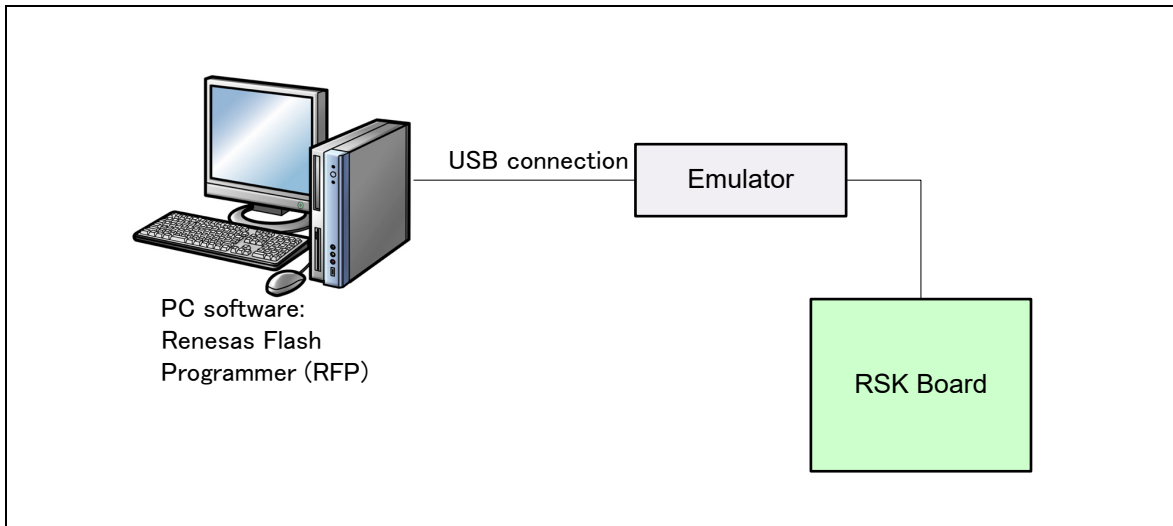 USB connection
Emulator
PC software:
Renesas Flash
Programmer (RFP)
RSK Board